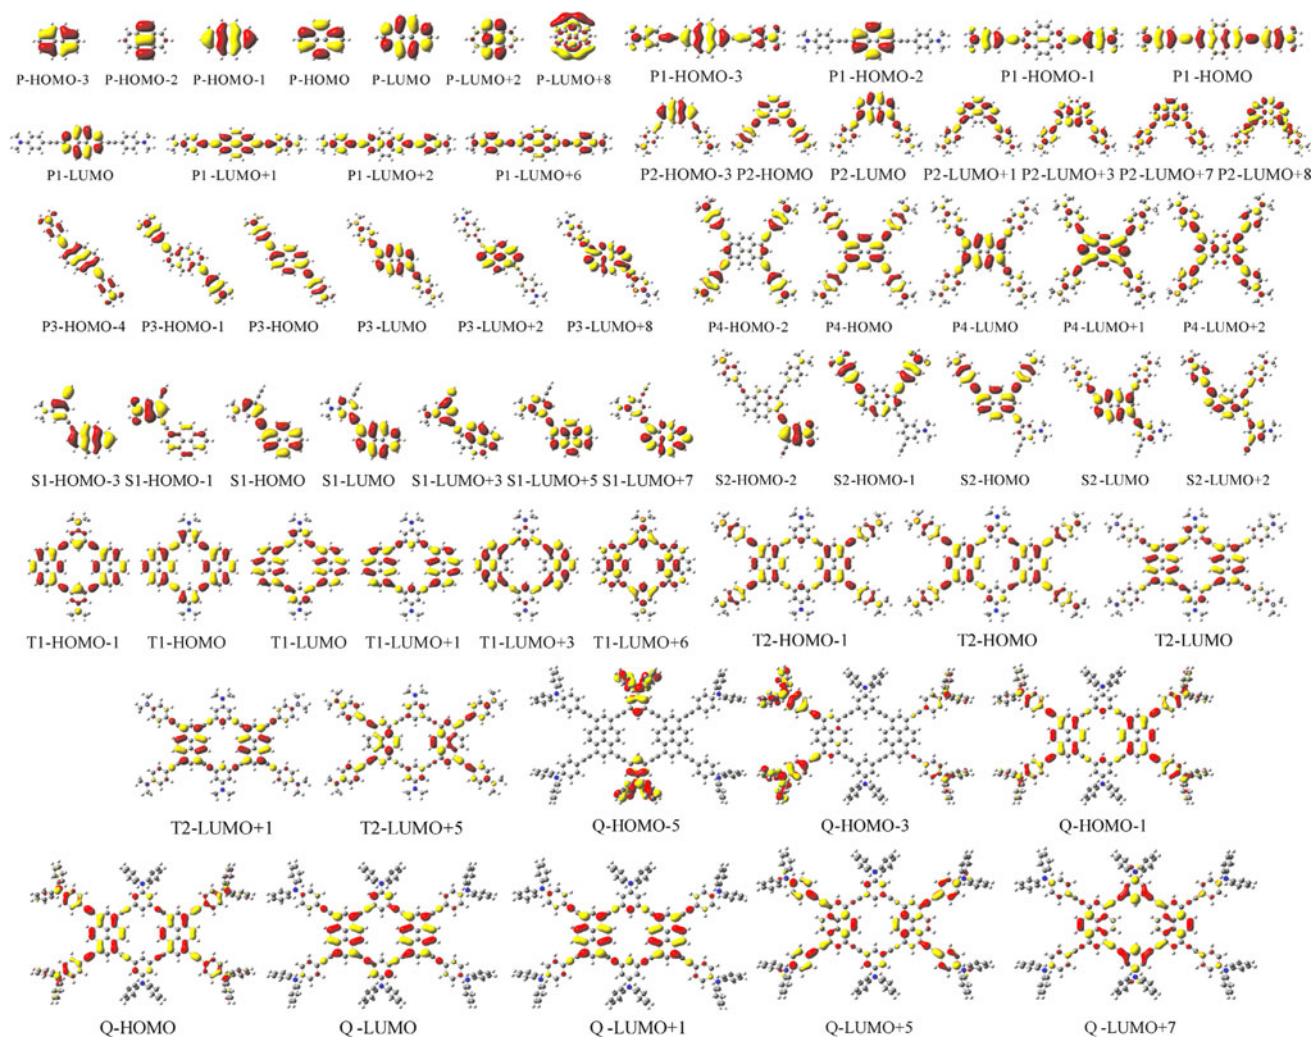 P-HOMO-3 P-HOMO-2 P-HOMO-1 P-HOMO P-LUMO P-LUMO+2 P-LUMO+8 P1-HOMO-3 P1-HOMO-2 P1-HOMO-1 P1-HOMO
P1-LUMO P1-LUMO+1 P1-LUMO+2 P1-LUMO+6 P2-HOMO-3 P2-HOMO P2-LUMO P2-LUMO+1 P2-LUMO+3 P2-LUMO+7 P2-LUMO+8
P3-HOMO-4 P3-HOMO-1 P3-HOMO P3-LUMO P3-LUMO+2 P3-LUMO+8 P4-HOMO-2 P4-HOMO P4-LUMO P4-LUMO+1 P4-LUMO+2
S1-HOMO-3 S1-HOMO-1 S1-HOMO S1-LUMO S1-LUMO+3 S1-LUMO+5 S1-LUMO+7 S2-HOMO-2 S2-HOMO-1 S2-HOMO S2-LUMO S2-LUMO+2
T1-HOMO-1 T1-HOMO T1-LUMO T1-LUMO+1 T1-LUMO+3 T1-LUMO+6 T2-HOMO-1 T2-HOMO T2-LUMO
T2-LUMO+1 T2-LUMO+5 Q-HOMO-5 Q-HOMO-3 Q-HOMO-1
Q-HOMO Q-LUMO Q-LUMO+1 Q-LUMO+5 Q-LUMO+7